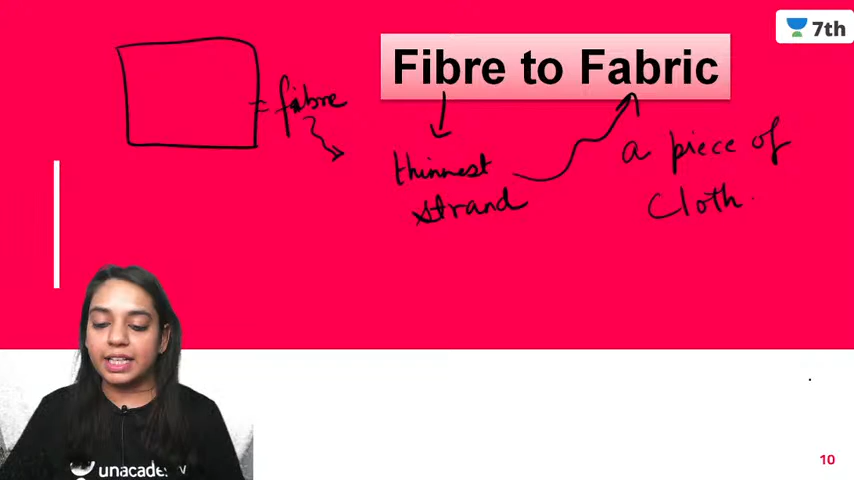 7th
Fibre to Fabric
= fibre
thinnest
strand
a piece of
cloth.
unacademy
10